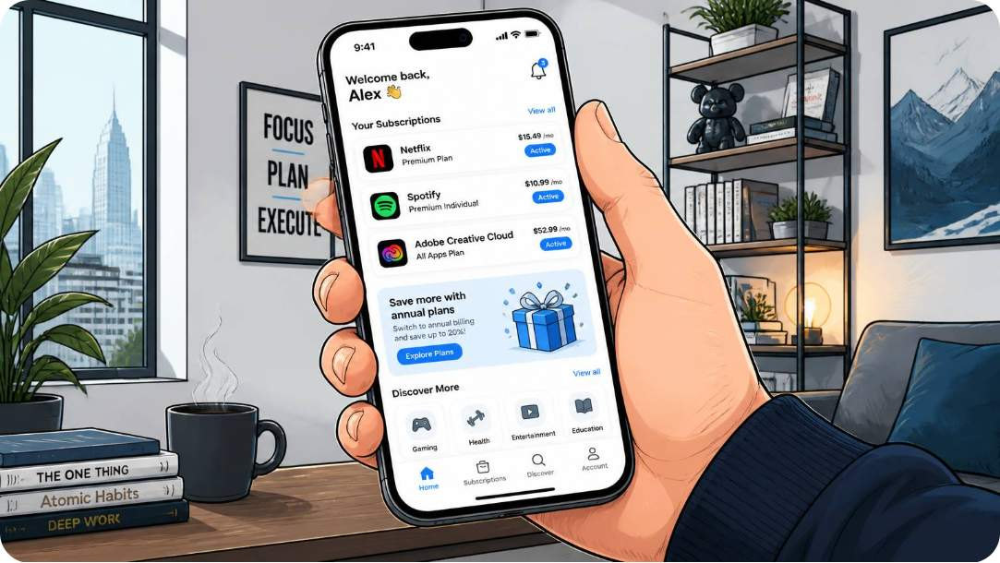 9:41
Welcome back,
Alex 👋
3
Your Subscriptions
View all
N
Netflix
Premium Plan
$15.49 /mo
Active
Spotify
Premium Individual
$10.99 /mo
Active
Adobe Creative Cloud
All Apps Plan
$52.99 /mo
Active
Save more with
annual plans
Switch to annual billing
and save up to 20%!
Explore Plans
Discover More
View all
Gaming
Health
Entertainment
Education
Home
Subscriptions
Discover
Account
FOCUS
PLAN
EXECUTE
THE ONE THING
Atomic Habits
DEEP WORK